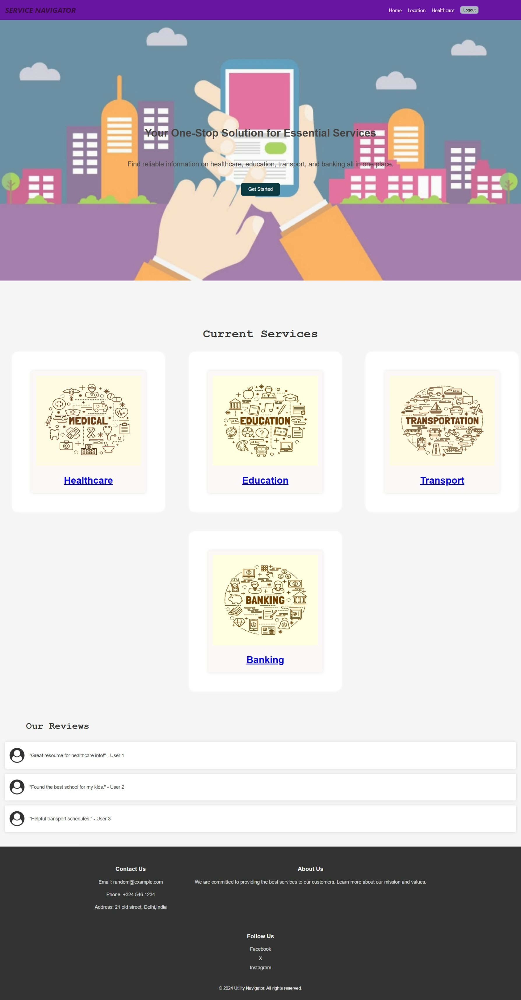 SERVICE NAVIGATOR
Home Location Healthcare Logout
Your One-Stop Solution for Essential Services
Find reliable information on healthcare, education, transport, and banking all in one place.
Get Started
Current Services
MEDICAL
EDUCATION
A B C
TRANSPORTATION
Healthcare
Education
Transport
ATM
BANKING
BANK
Banking
Our Reviews
"Great resource for healthcare info!" - User 1
"Found the best school for my kids." - User 2
"Helpful transport schedules." - User 3
Contact Us
Email: random@example.com
Phone: +324 546 1234
Address: 21 old street, Delhi,India
About Us
We are committed to providing the best services to our customers. Learn more about our mission and values.
Follow Us
Facebook
X
Instagram
© 2024 Utility Navigator. All rights reserved.